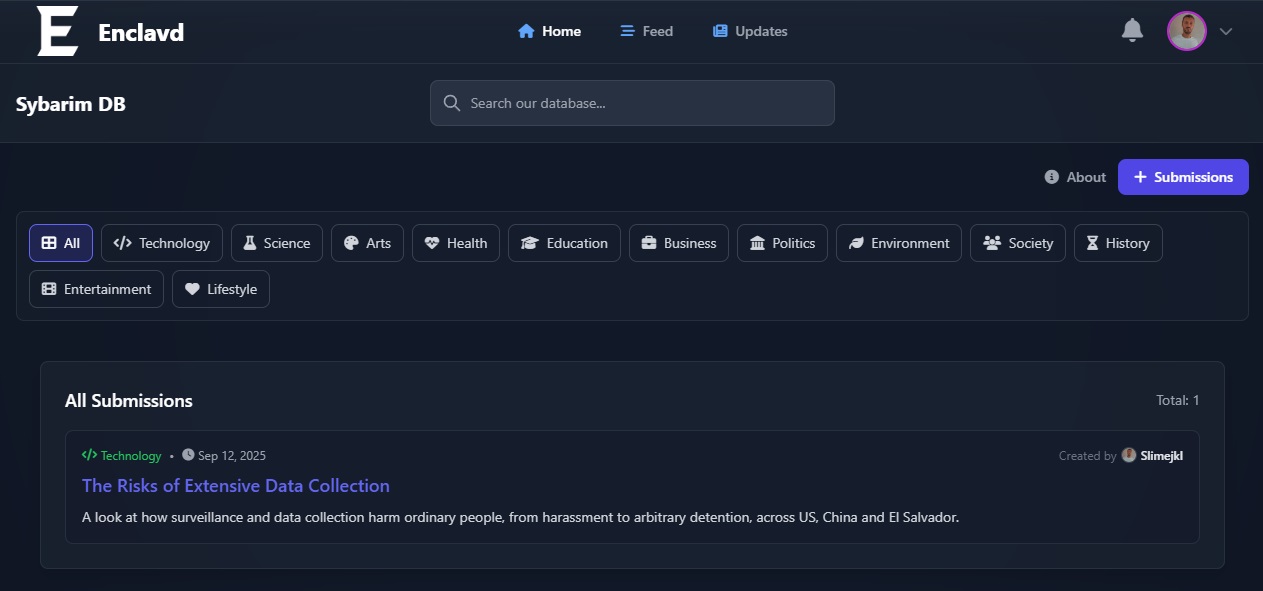 E Enclavd Home Feed Updates
Sybarim DB Search our database...
About + Submissions
All Technology Science Arts Health Education Business Politics Environment Society History
Entertainment Lifestyle
All Submissions Total: 1
Technology • Sep 12, 2025 Created by Slimejkl
The Risks of Extensive Data Collection
A look at how surveillance and data collection harm ordinary people, from harassment to arbitrary detention, across US, China and El Salvador.